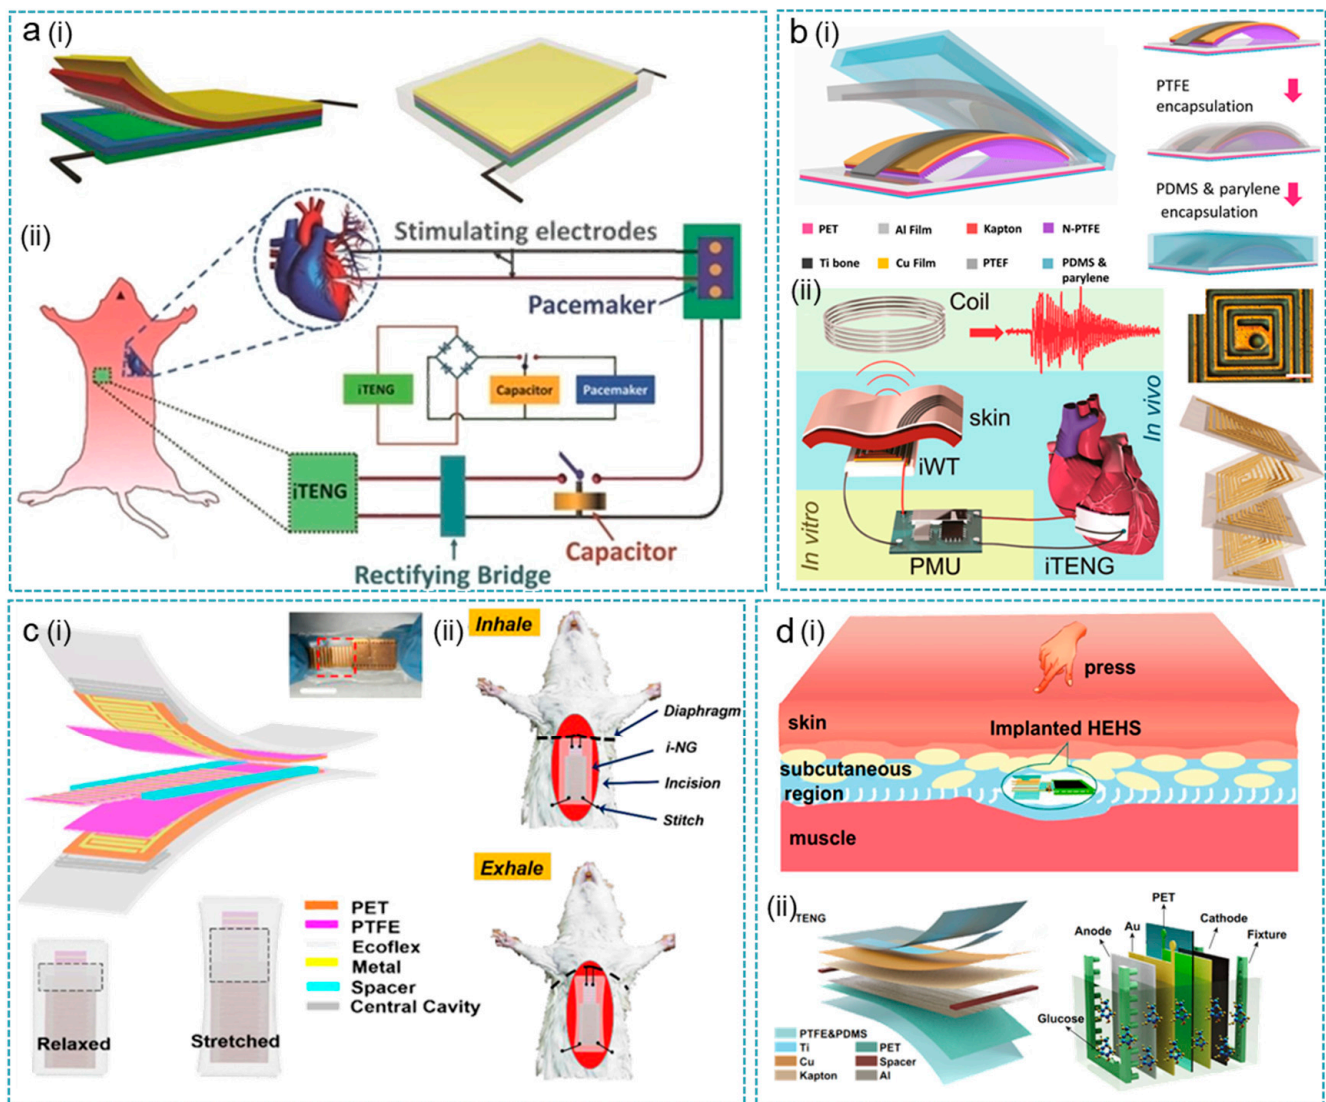 a (i)
(ii)
Stimulating electrodes
Pacemaker
iTENG
Capacitor
Pacemaker
iTENG
Capacitor
Rectifying Bridge
b (i)
PTFE
encapsulation
PDMS & parylene
encapsulation
PET
Al Film
Kapton
N-PTFE
Ti bone
Cu Film
PTEF
PDMS &
parylene
(ii)
Coil
In vivo
skin
iWT
In vitro
PMU
iTENG
c (i)
(ii)
Inhale
Diaphragm
i-NG
Incision
Stitch
Exhale
PET
PTFE
Ecoflex
Metal
Spacer
Central Cavity
Relaxed
Stretched
d (i)
press
skin
Implanted HEHS
subcutaneous
region
muscle
(ii)
TENG
PTFE&PDMS
Ti
PET
Cu
Spacer
Kapton
Al
PET
Anode
Au
Cathode
Fixture
Glucose